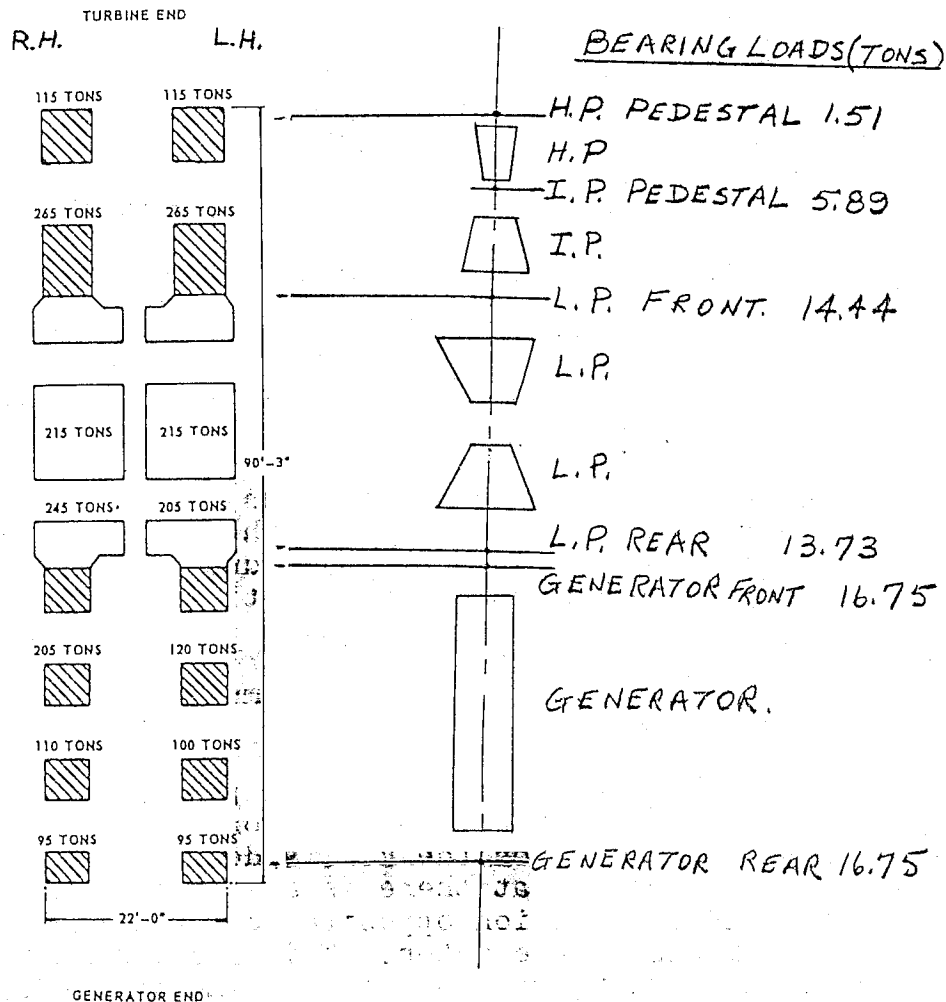 TURBINE END
R.H. L.H.
BEARING LOADS(TONS)
115 TONS 115 TONS
H.P. PEDESTAL 1.51
H.P
I.P. PEDESTAL 5.89
265 TONS 265 TONS
I.P.
L.P. FRONT. 14.44
L.P.
215 TONS 215 TONS
90'-3"
L.P.
245 TONS 205 TONS
L.P. REAR 13.73
GENERATOR FRONT 16.75
205 TONS 120 TONS
GENERATOR.
110 TONS 100 TONS
95 TONS 95 TONS
GENERATOR REAR 16.75
22'-0"
GENERATOR END